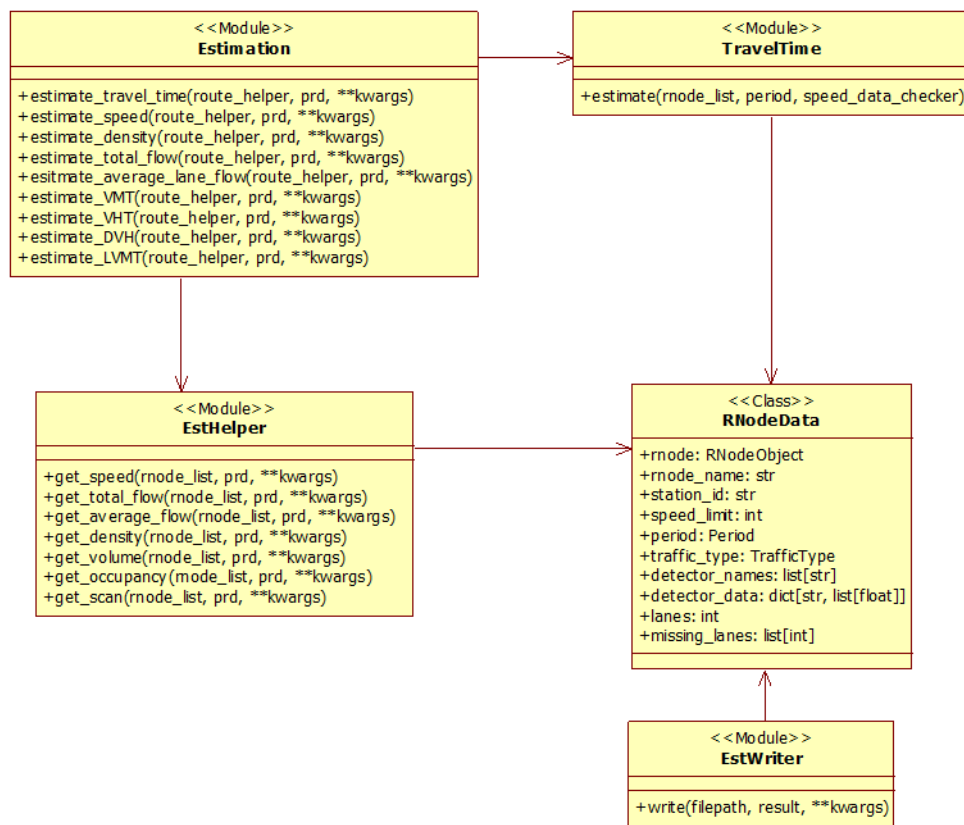 <<Module>>
Estimation
+estimate_travel_time(route_helper, prd, **kwargs)
+estimate_speed(route_helper, prd, **kwargs)
+estimate_density(route_helper, prd, **kwargs)
+estimate_total_flow(route_helper, prd, **kwargs)
+esitmate_average_lane_flow(route_helper, prd, **kwargs)
+estimate_VMT(route_helper, prd, **kwargs)
+estimate_VHT(route_helper, prd, **kwargs)
+estimate_DVH(route_helper, prd, **kwargs)
+estimate_LVMT(route_helper, prd, **kwargs)
<<Module>>
TravelTime
+estimate(rnode_list, period, speed_data_checker)
<<Module>>
EstHelper
+get_speed(rnode_list, prd, **kwargs)
+get_total_flow(rnode_list, prd, **kwargs)
+get_average_flow(rnode_list, prd, **kwargs)
+get_density(rnode_list, prd, **kwargs)
+get_volume(rnode_list, prd, **kwargs)
+get_occupancy(rnode_list, prd, **kwargs)
+get_scan(rnode_list, prd, **kwargs)
<<Class>>
RNodeData
+rnode: RNodeObject
+rnode_name: str
+station_id: str
+speed_limit: int
+period: Period
+traffic_type: TrafficType
+detector_names: list[str]
+detector_data: dict[str, list[float]]
+lanes: int
+missing_lanes: list[int]
<<Module>>
EstWriter
+write(filepath, result, **kwargs)